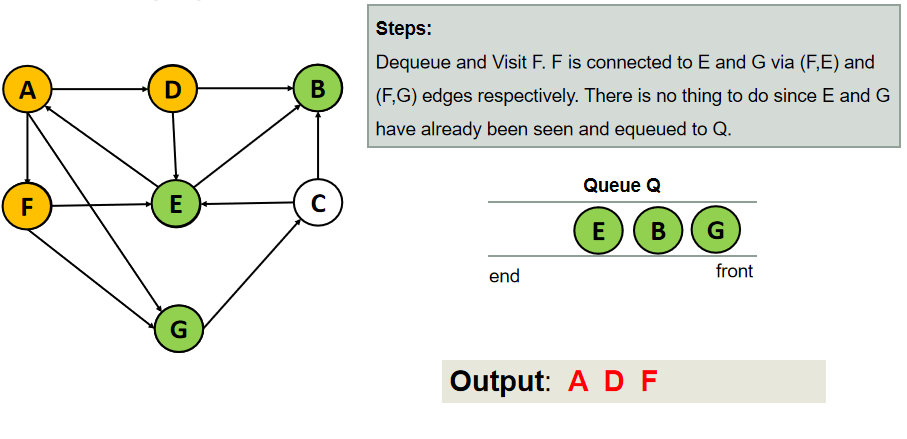 Steps:
Dequeue and Visit F. F is connected to E and G via (F,E) and
(F,G) edges respectively. There is no thing to do since E and G
have already been seen and equeued to Q.
A D B
F E C
G
Queue Q
E B G
end front
Output: A D F